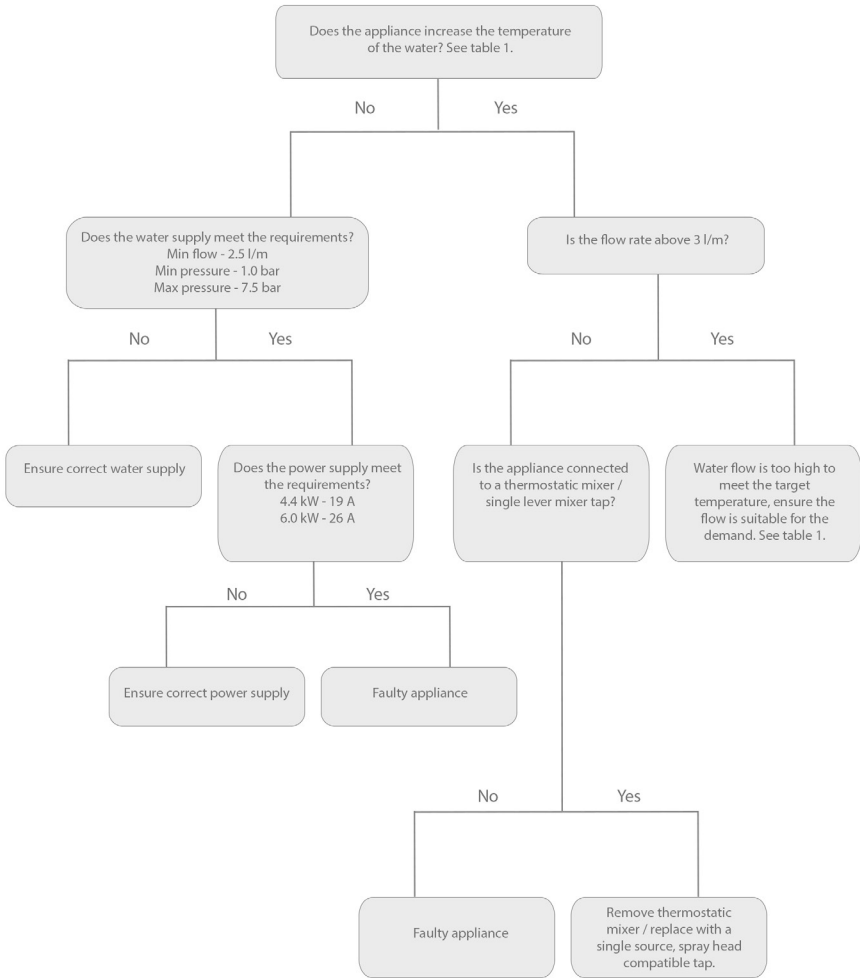 Does the appliance increase the temperature
of the water? See table 1.
No
Yes
Does the water supply meet the requirements?
Min flow - 2.5 l/m
Min pressure - 1.0 bar
Max pressure - 7.5 bar
Is the flow rate above 3 l/m?
No
Yes
No
Yes
Ensure correct water supply
Does the power supply meet
the requirements?
4.4 kW - 19 A
6.0 kW - 26 A
Is the appliance connected
to a thermostatic mixer /
single lever mixer tap?
Water flow is too high to
meet the target
temperature, ensure the
flow is suitable for the
demand. See table 1.
No
Yes
Ensure correct power supply
Faulty appliance
No
Yes
Faulty appliance
Remove thermostatic
mixer / replace with a
single source, spray head
compatible tap.